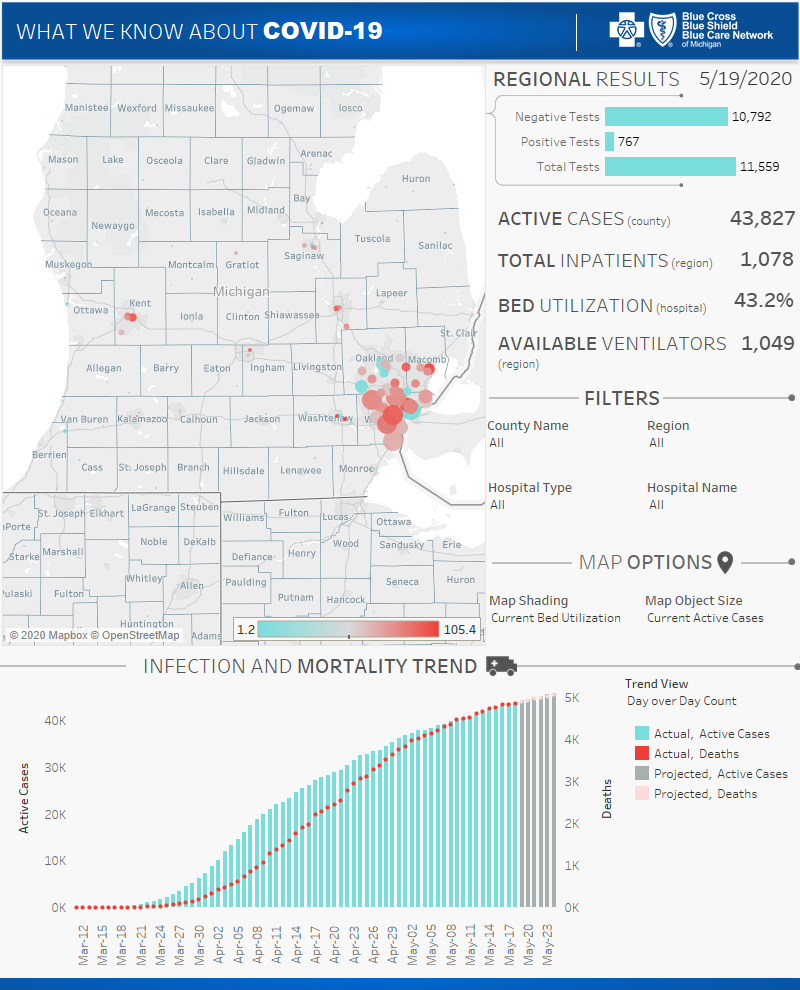 WHAT WE KNOW ABOUT COVID-19
Blue Cross
Blue Shield
Blue Care Network
of Michigan
REGIONAL RESULTS 5/19/2020
Negative Tests 10,792
Positive Tests 767
Total Tests 11,559
ACTIVE CASES (county) 43,827
TOTAL INPATIENTS (region) 1,078
BED UTILIZATION (hospital) 43.2%
AVAILABLE VENTILATORS 1,049
(region)
FILTERS
County Name Region
All All
Hospital Type Hospital Name
All All
MAP OPTIONS
Map Shading Map Object Size
Current Bed Utilization Current Active Cases
Manistee Wexford Missaukee Ogemaw Iosco
Mason Lake Osceola Clare Gladwin Arenac
Huron
Oceana Newaygo Mecosta Isabella Midland Bay
Tuscola Sanilac
Muskegon Montcalm Gratiot Saginaw
Michigan
Lapeer
Ottawa Kent Ionia Clinton Shiawassee
St. Clair
Oakland Macomb
Allegan Barry Eaton Ingham Livingston
Van Buren Kalamazoo Calhoun Jackson Washtenaw W
Berrien Cass St. Joseph Branch Hillsdale Lenawee Monroe
St. Joseph Elkhart LaGrange Steuben Williams Fulton Lucas Ottawa
aPorte Noble DeKalb Wood Sandusky Erie
Starke Marshall Defiance Henry
Whitley Allen Paulding Seneca Huron
Pulaski Fulton Putnam Hancock
Huntington Adams
© 2020 Mapbox © OpenStreetMap
1.2 105.4
INFECTION AND MORTALITY TREND
Trend View
Day over Day Count
Actual, Active Cases
Actual, Deaths
Projected, Active Cases
Projected, Deaths
Active Cases
40K
30K
20K
10K
0K
Deaths
5K
4K
3K
2K
1K
0K
Mar-12 Mar-15 Mar-18 Mar-21 Mar-24 Mar-27 Mar-30 Apr-02 Apr-05 Apr-08 Apr-11 Apr-14 Apr-17 Apr-20 Apr-23 Apr-26 Apr-29 May-02 May-05 May-08 May-11 May-14 May-17 May-20 May-23